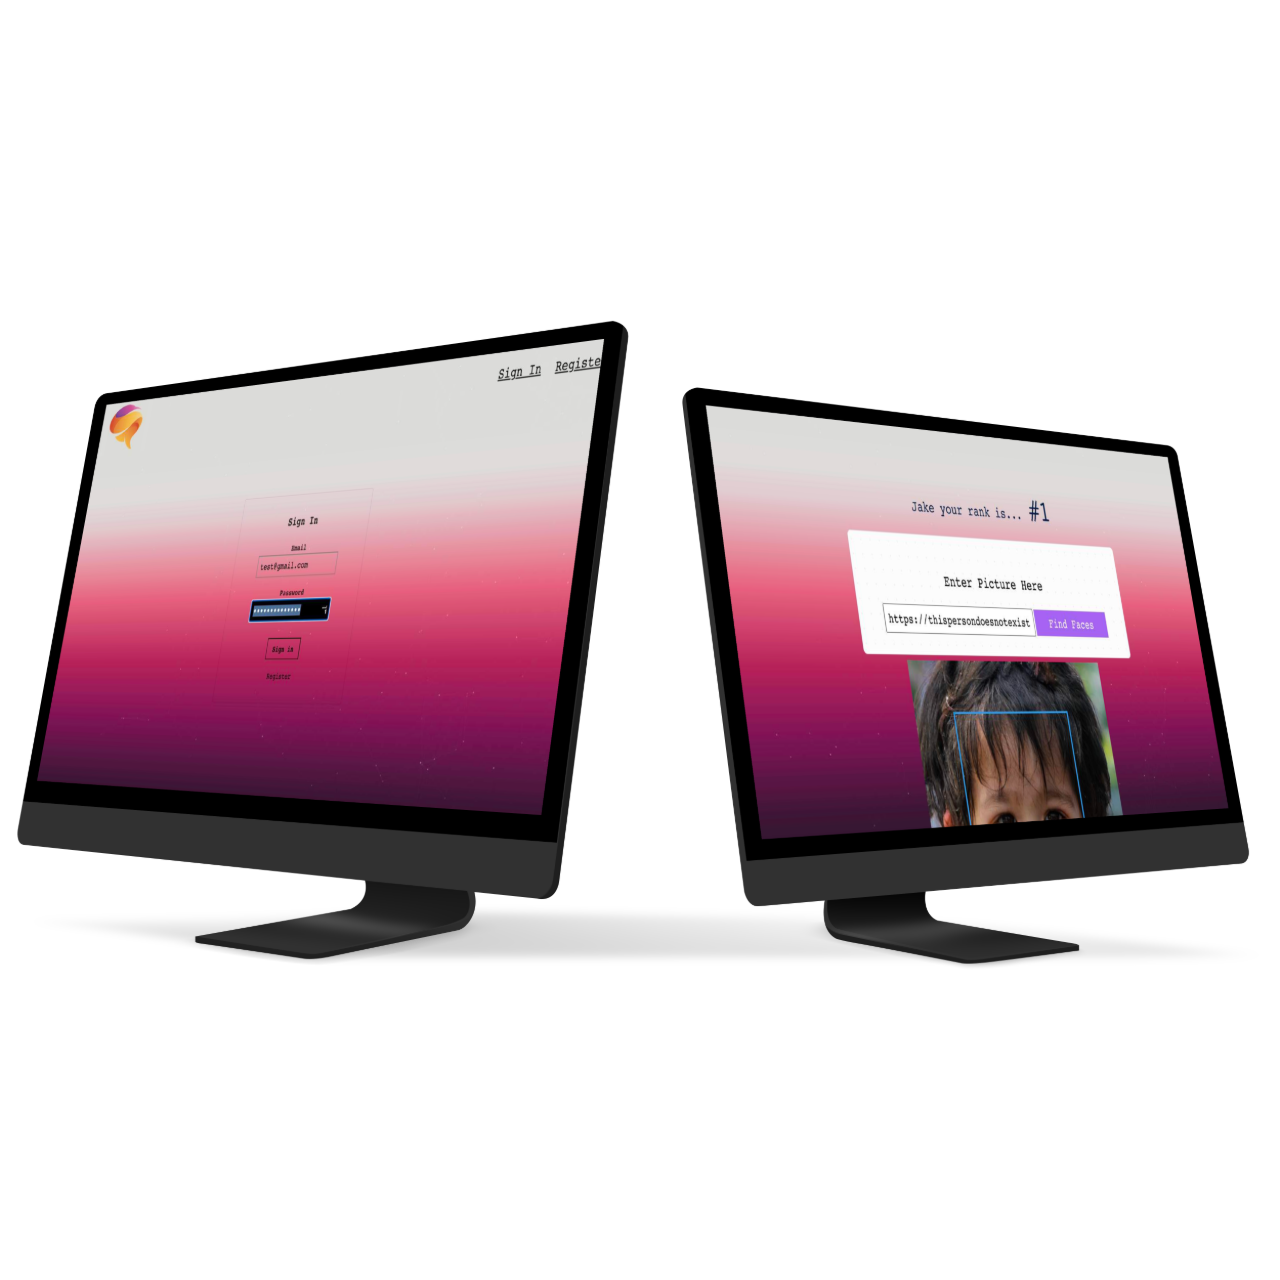 Sign In Registe
Sign In
Email
test@gmail.com
Password
Sign in
Register
Jake your rank is... #1
Enter Picture Here
https://thispersondoesnotexist
Find Faces